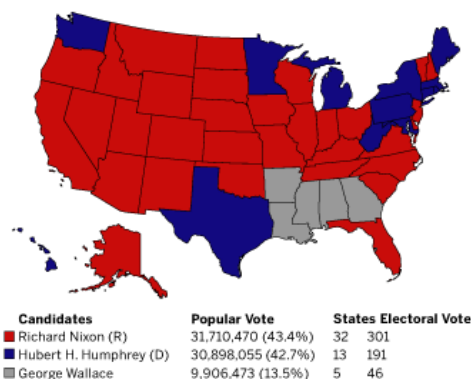 Candidates Popular Vote States Electoral Vote
Richard Nixon (R) 31,710,470 (43.4%) 32 301
Hubert H. Humphrey (D) 30,898,055 (42.7%) 13 191
George Wallace 9,906,473 (13.5%) 5 46